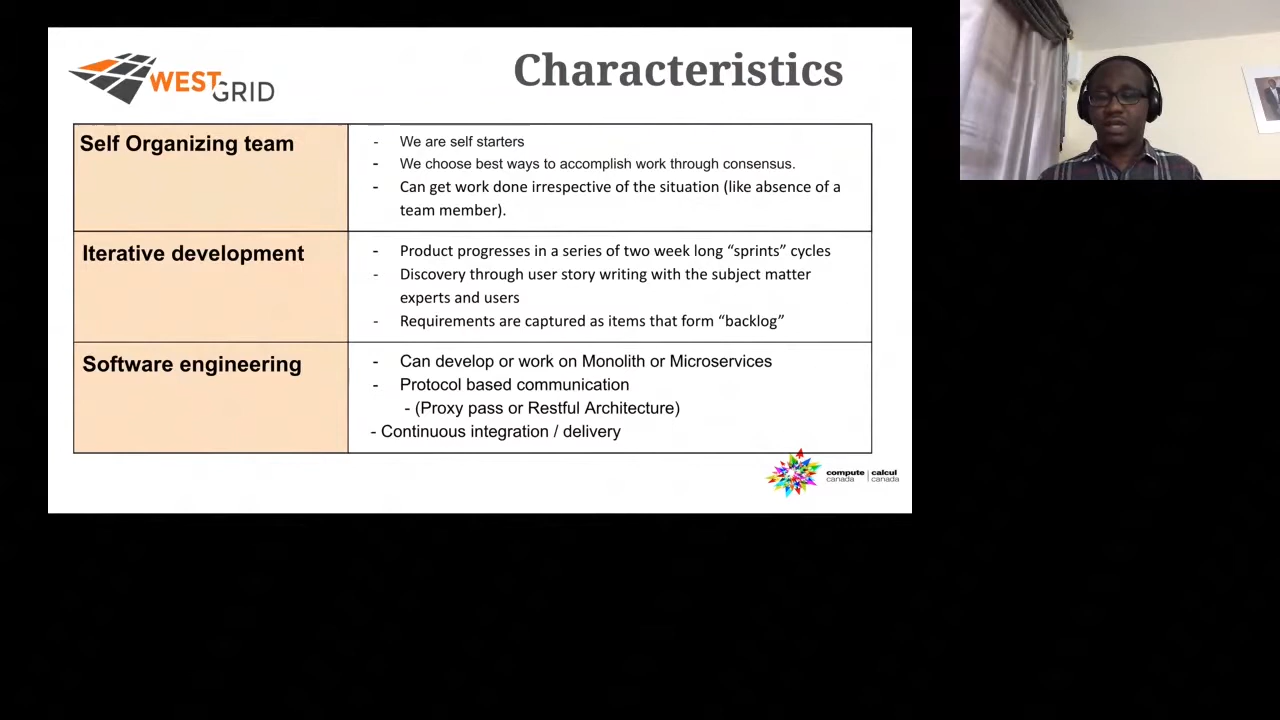 WESTGRID
Characteristics
Self Organizing team
- We are self starters
- We choose best ways to accomplish work through consensus.
- Can get work done irrespective of the situation (like absence of a
team member).
Iterative development
- Product progresses in a series of two week long “sprints” cycles
- Discovery through user story writing with the subject matter
experts and users
- Requirements are captured as items that form “backlog”
Software engineering
- Can develop or work on Monolith or Microservices
- Protocol based communication
- (Proxy pass or Restful Architecture)
- Continuous integration / delivery
compute | calcul
canada | canada